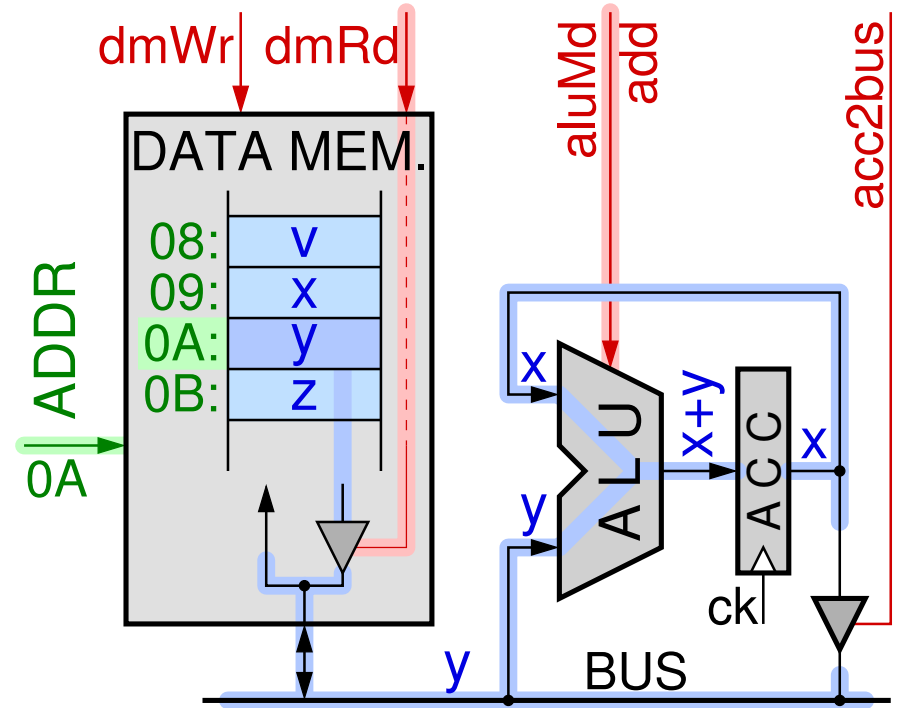 dmWr dmRd
aluMd
add
acc2bus
DATA MEM.
ADDR
08: v
09: x
0A: y
0B: z
0A
x
y
ALU
x+y
ACC
x
ck
y
BUS